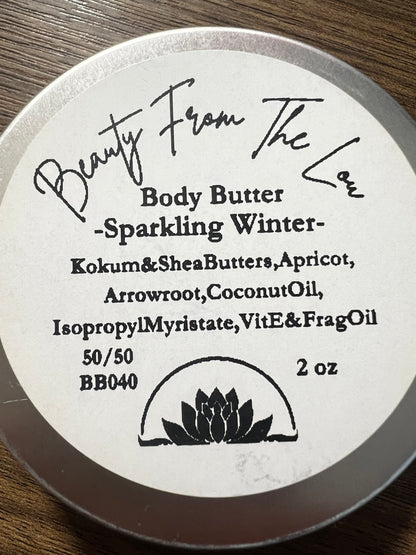 Beauty From The Low
Body Butter
-Sparkling Winter-
Kokum&SheaButters,Apricot,
Arrowroot,CoconutOil,
IsopropylMyristate,VitE&FragOil
50/50
BB040
2 oz